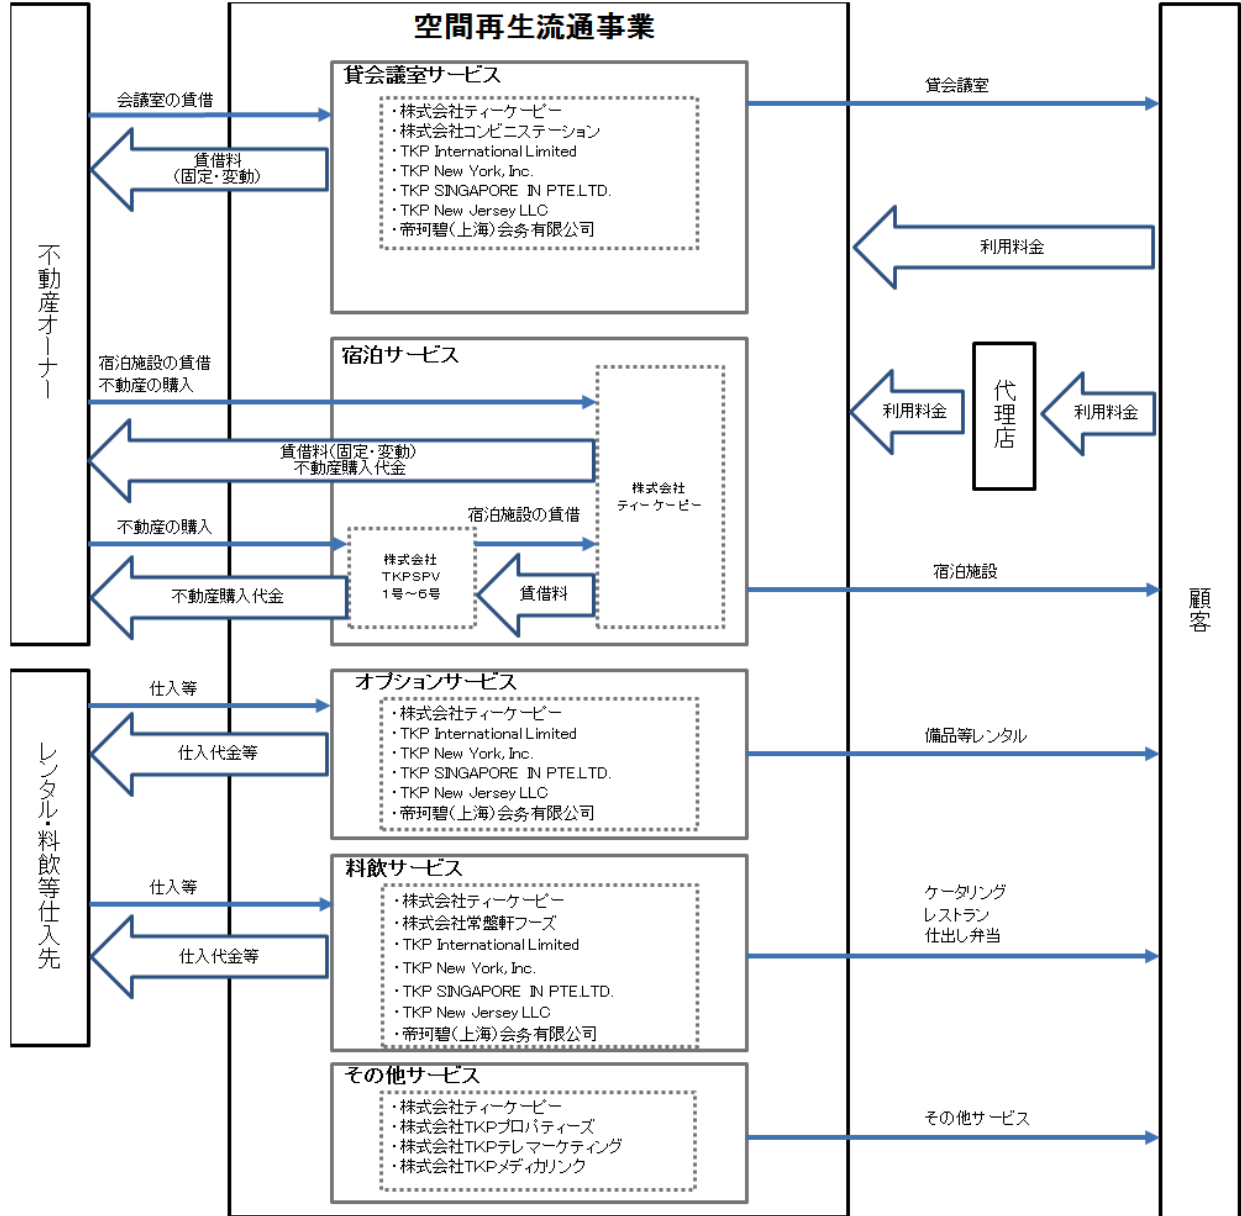 空間再生流通事業
貸会議室サービス
・株式会社ティーケーピー
・株式会社コンビニステーション
・TKP International Limited
・TKP New York, Inc.
・TKP SINGAPORE IN PTE.LTD.
・TKP New Jersey LLC
・帝珂碧(上海)会务有限公司
会議室の賃借
賃借料
(固定・変動)
貸会議室
利用料金
不動産オーナー
宿泊サービス
宿泊施設の賃借
不動産の購入
賃借料(固定・変動)
不動産購入代金
株式会社
ティーケーピー
不動産の購入
宿泊施設の賃借
株式会社
TKPSPV
1号～6号
不動産購入代金
賃借料
利用料金
代理店
利用料金
宿泊施設
顧客
レンタル・料飲等仕入先
オプションサービス
・株式会社ティーケーピー
・TKP International Limited
・TKP New York, Inc.
・TKP SINGAPORE IN PTE.LTD.
・TKP New Jersey LLC
・帝珂碧(上海)会务有限公司
仕入等
仕入代金等
備品等レンタル
料飲サービス
・株式会社ティーケーピー
・株式会社常盤軒フーズ
・TKP International Limited
・TKP New York, Inc.
・TKP SINGAPORE IN PTE.LTD.
・TKP New Jersey LLC
・帝珂碧(上海)会务有限公司
仕入等
仕入代金等
ケータリング
レストラン
仕出し弁当
その他サービス
・株式会社ティーケーピー
・株式会社TKPプロパティーズ
・株式会社TKPテレマーケティング
・株式会社TKPメディカリンク
その他サービス